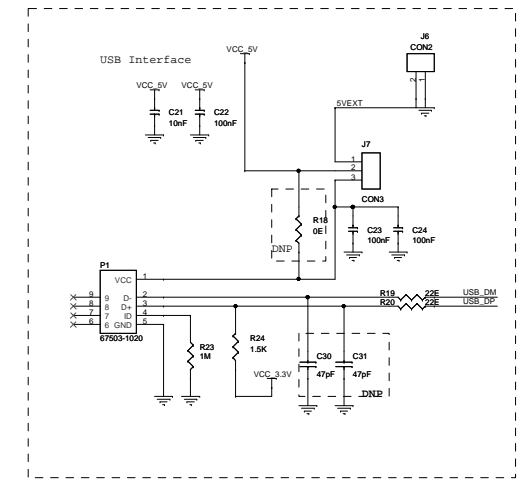 J6
CON2
USB Interface
VCC_5V
VCC_5V VCC_5V
2 1
C21
10nF
C22
100nF
5VEXT
J7
1
2
3
CON3
R18
0E
DNP
C23
100nF
C24
100nF
P1
VCC 1
9 9 D- 2
8 8 D+ 3
7 7 ID 4
6 6 GND 5
67503-1020
R19 22E USB_DM
R20 22E USB_DP
R23
1M
R24
1.5K
VCC_3.3V
C30
47pF
C31
47pF
DNP